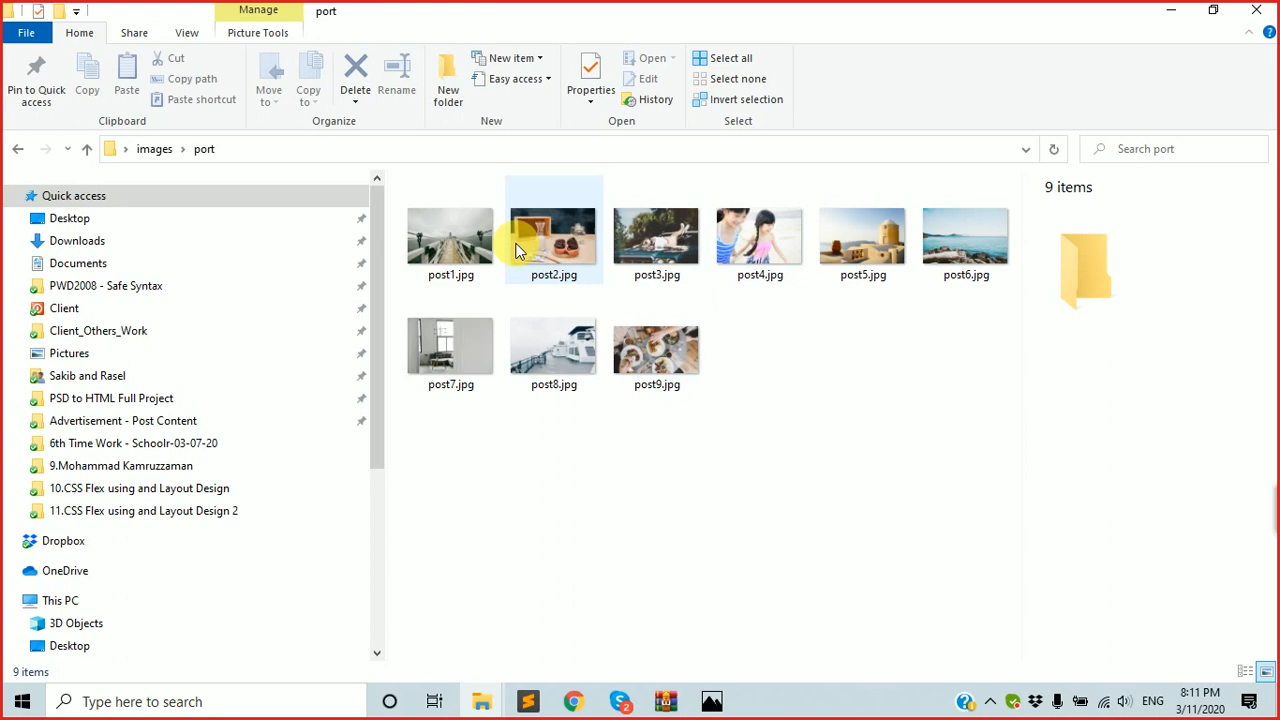 Manage
port
File
Home
Share
View
Picture Tools
Pin to Quick access
Copy
Paste
Cut
Copy path
Paste shortcut
Clipboard
Move to
Copy to
Delete
Rename
Organize
New folder
New item
Easy access
New
Properties
Open
Edit
History
Open
Select all
Select none
Invert selection
Select
images
port
Search port
Quick access
Desktop
Downloads
Documents
PWD2008 - Safe Syntax
Client
Client_Others_Work
Pictures
Sakib and Rasel
PSD to HTML Full Project
Advertisement - Post Content
6th Time Work - Schoolr-03-07-20
9.Mohammad Kamruzzaman
10.CSS Flex using and Layout Design
11.CSS Flex using and Layout Design 2
Dropbox
OneDrive
This PC
3D Objects
Desktop
post1.jpg
post2.jpg
post3.jpg
post4.jpg
post5.jpg
post6.jpg
post7.jpg
post8.jpg
post9.jpg
9 items
9 items
Type here to search
2
ENG
8:11 PM
3/11/2020